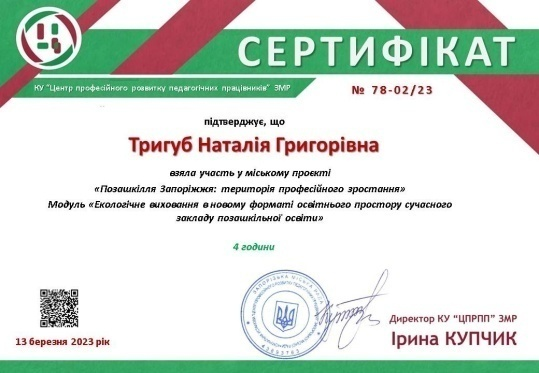 СЕРТИФІКАТ
КУ "Центр професійного розвитку педагогічних працівників" ЗМР
№ 78-02/23
підтверджує, що
Тригуб Наталія Григорівна
взяла участь у міському проєкті
«Позашкілля Запоріжжя: територія професійного зростання»
Модуль «Екологічне виховання в новому форматі освітнього простору сучасного
закладу позашкільної освіти»
4 години
Директор КУ "ЦПРПП" ЗМР
Ірина КУПЧИК
13 березня 2023 рік